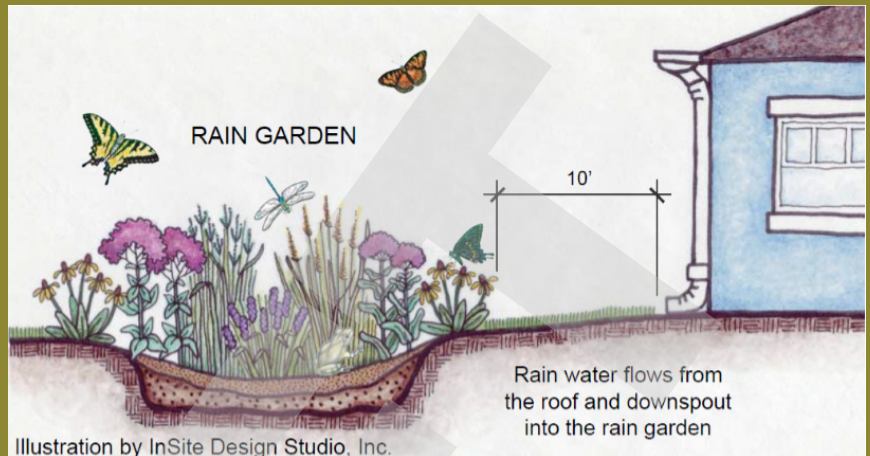 RAIN GARDEN
10'
Rain water flows from
the roof and downspout
into the rain garden
Illustration by InSite Design Studio, Inc.